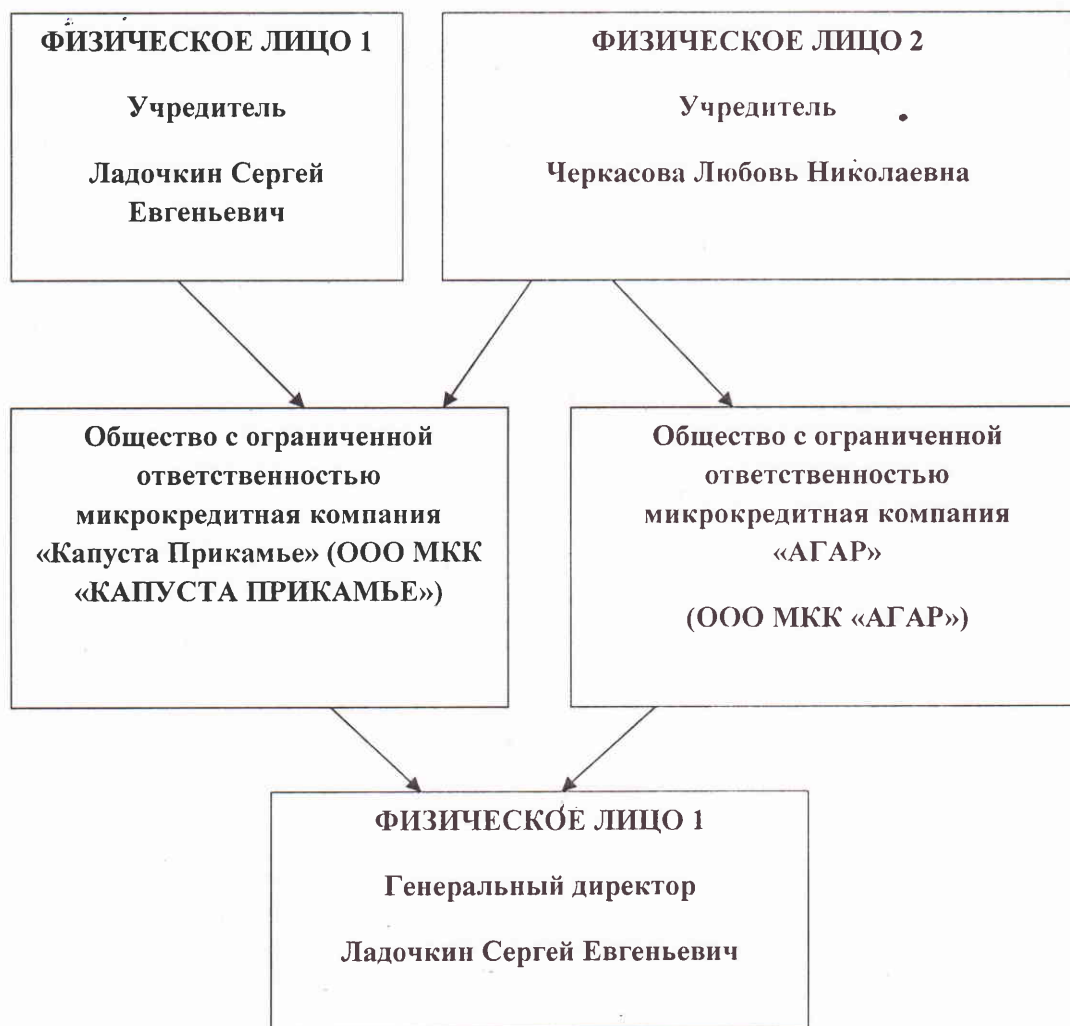 ФИЗИЧЕСКОЕ ЛИЦО 1
Учредитель
Ладочкин Сергей
Евгеньевич
ФИЗИЧЕСКОЕ ЛИЦО 2
Учредитель
Черкасова Любовь Николаевна
Общество с ограниченной
ответственностью
микрокредитная компания
«Капуста Прикамье» (ООО МКК
«КАПУСТА ПРИКАМЬЕ»)
Общество с ограниченной
ответственностью
микрокредитная компания
«АГАР»
(ООО МКК «АГАР»)
ФИЗИЧЕСКОЕ ЛИЦО 1
Генеральный директор
Ладочкин Сергей Евгеньевич